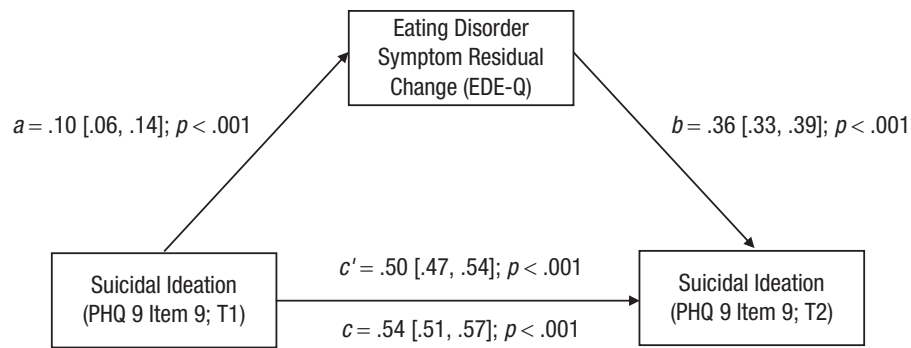 Eating Disorder
Symptom Residual
Change (EDE-Q)
a = .10 [.06, .14]; p < .001
b = .36 [.33, .39]; p < .001
Suicidal Ideation
(PHQ 9 Item 9; T1)
c' = .50 [.47, .54]; p < .001
c = .54 [.51, .57]; p < .001
Suicidal Ideation
(PHQ 9 Item 9; T2)